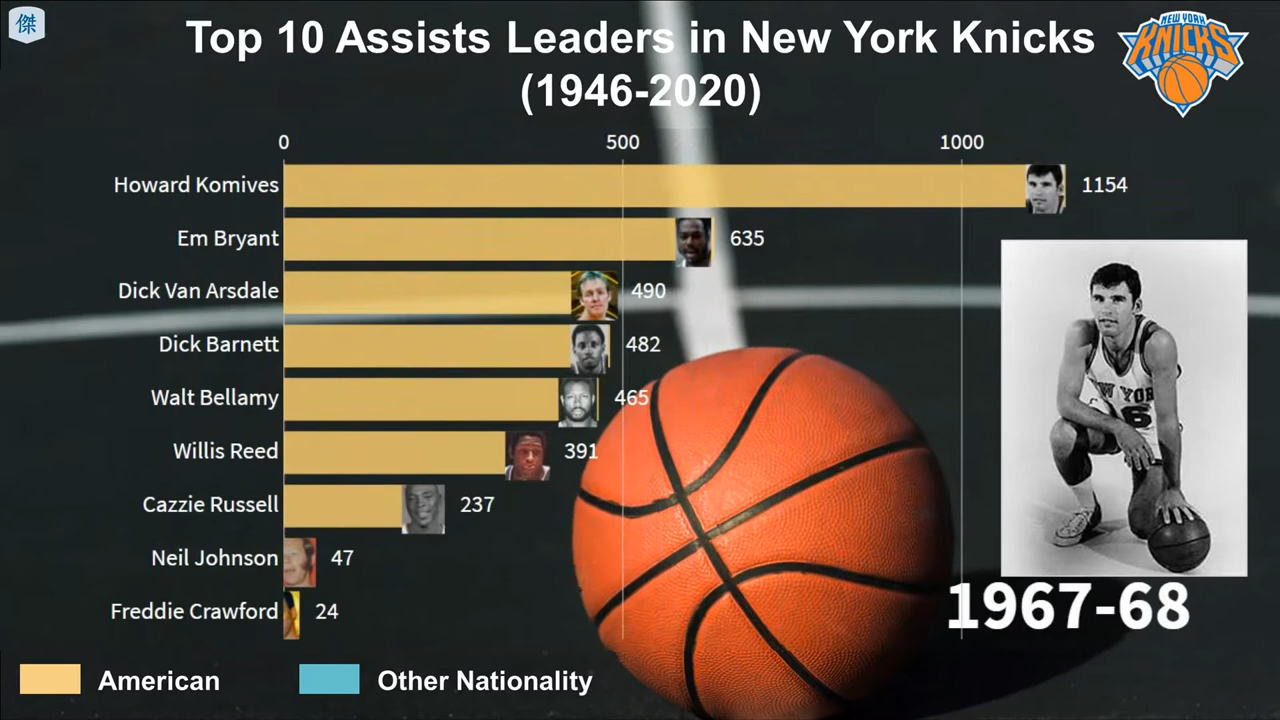 傑
Top 10 Assists Leaders in New York Knicks
(1946-2020)
NEW YORK
KNICKS
0 500 1000
Howard Komives 1154
Em Bryant 635
Dick Van Arsdale 490
Dick Barnett 482
Walt Bellamy 465
Willis Reed 391
Cazzie Russell 237
Neil Johnson 47
Freddie Crawford 24
W YOR
6
1967-68
American
Other Nationality